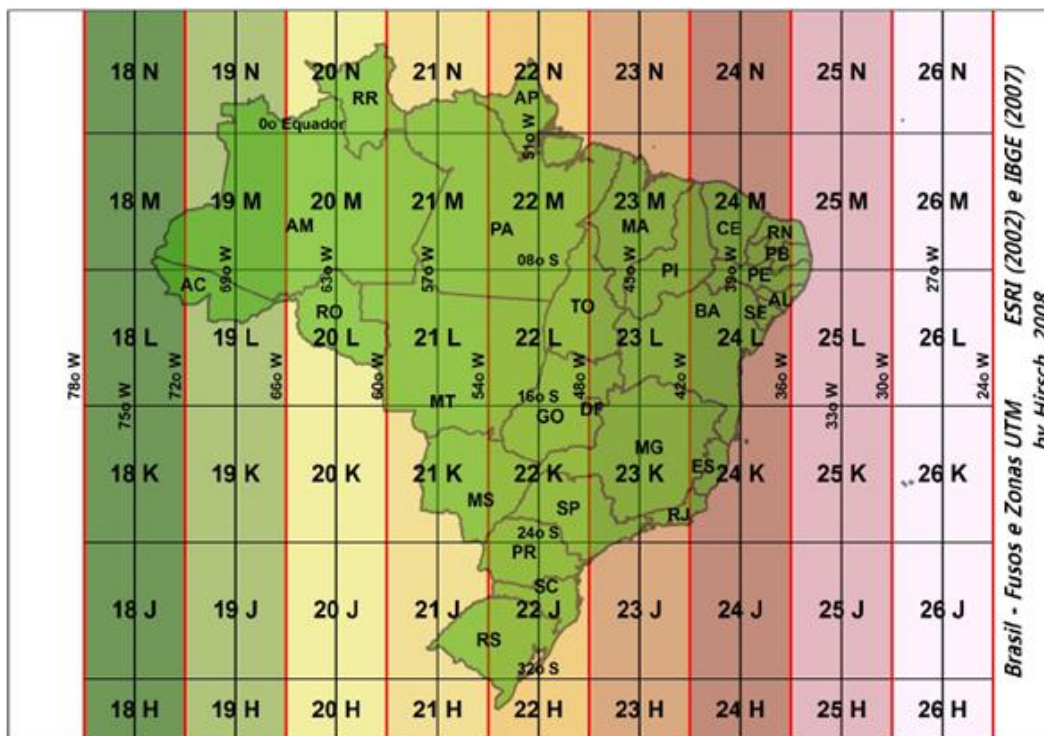 18 N 19 N 20 N 21 N 22 N 23 N 24 N 25 N 26 N
RR
AP
0o Equador
51o W
18 M 19 M 20 M 21 M 22 M 23 M 24 M 25 M 26 M
AM
PA
MA
CE
RN
PB
PE
PI
AC
AL
69o W
63o W
57o W
08o S
45o W
39o W
27o W
RO
TO
BA
SE
18 L 19 L 20 L 21 L 22 L 23 L 24 L 25 L 26 L
78o W
75o W
72o W
66o W
60o W
54o W
48o W
42o W
36o W
33o W
30o W
24o W
16o S
MT
GO
DF
MG
ES
18 K 19 K 20 K 21 K 22 K 23 K 24 K 25 K 26 K
MS
SP
RJ
24o S
PR
SC
18 J 19 J 20 J 21 J 22 J 23 J 24 J 25 J 26 J
RS
32o S
18 H 19 H 20 H 21 H 22 H 23 H 24 H 25 H 26 H
Brasil - Fusos e Zonas UTM ESRI (2002) e IBGE (2007)
by Hirsch, 2008